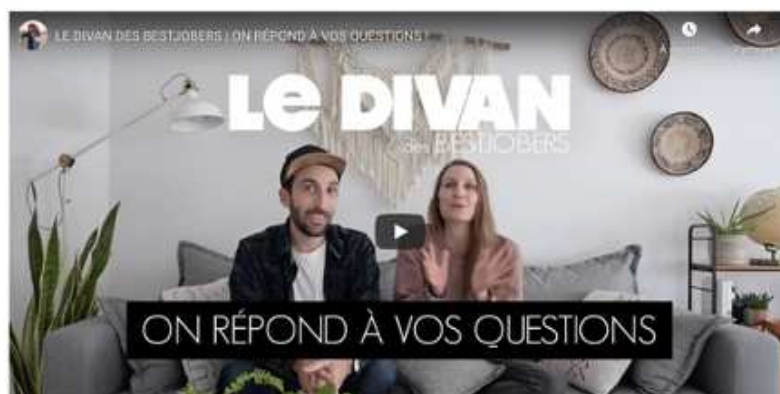 LE DIVAN DES BESTJOBERS | ON RÉPOND À VOS QUESTIONS !
Le DIVAN
des BESTJOBERS
ON RÉPOND À VOS QUESTIONS